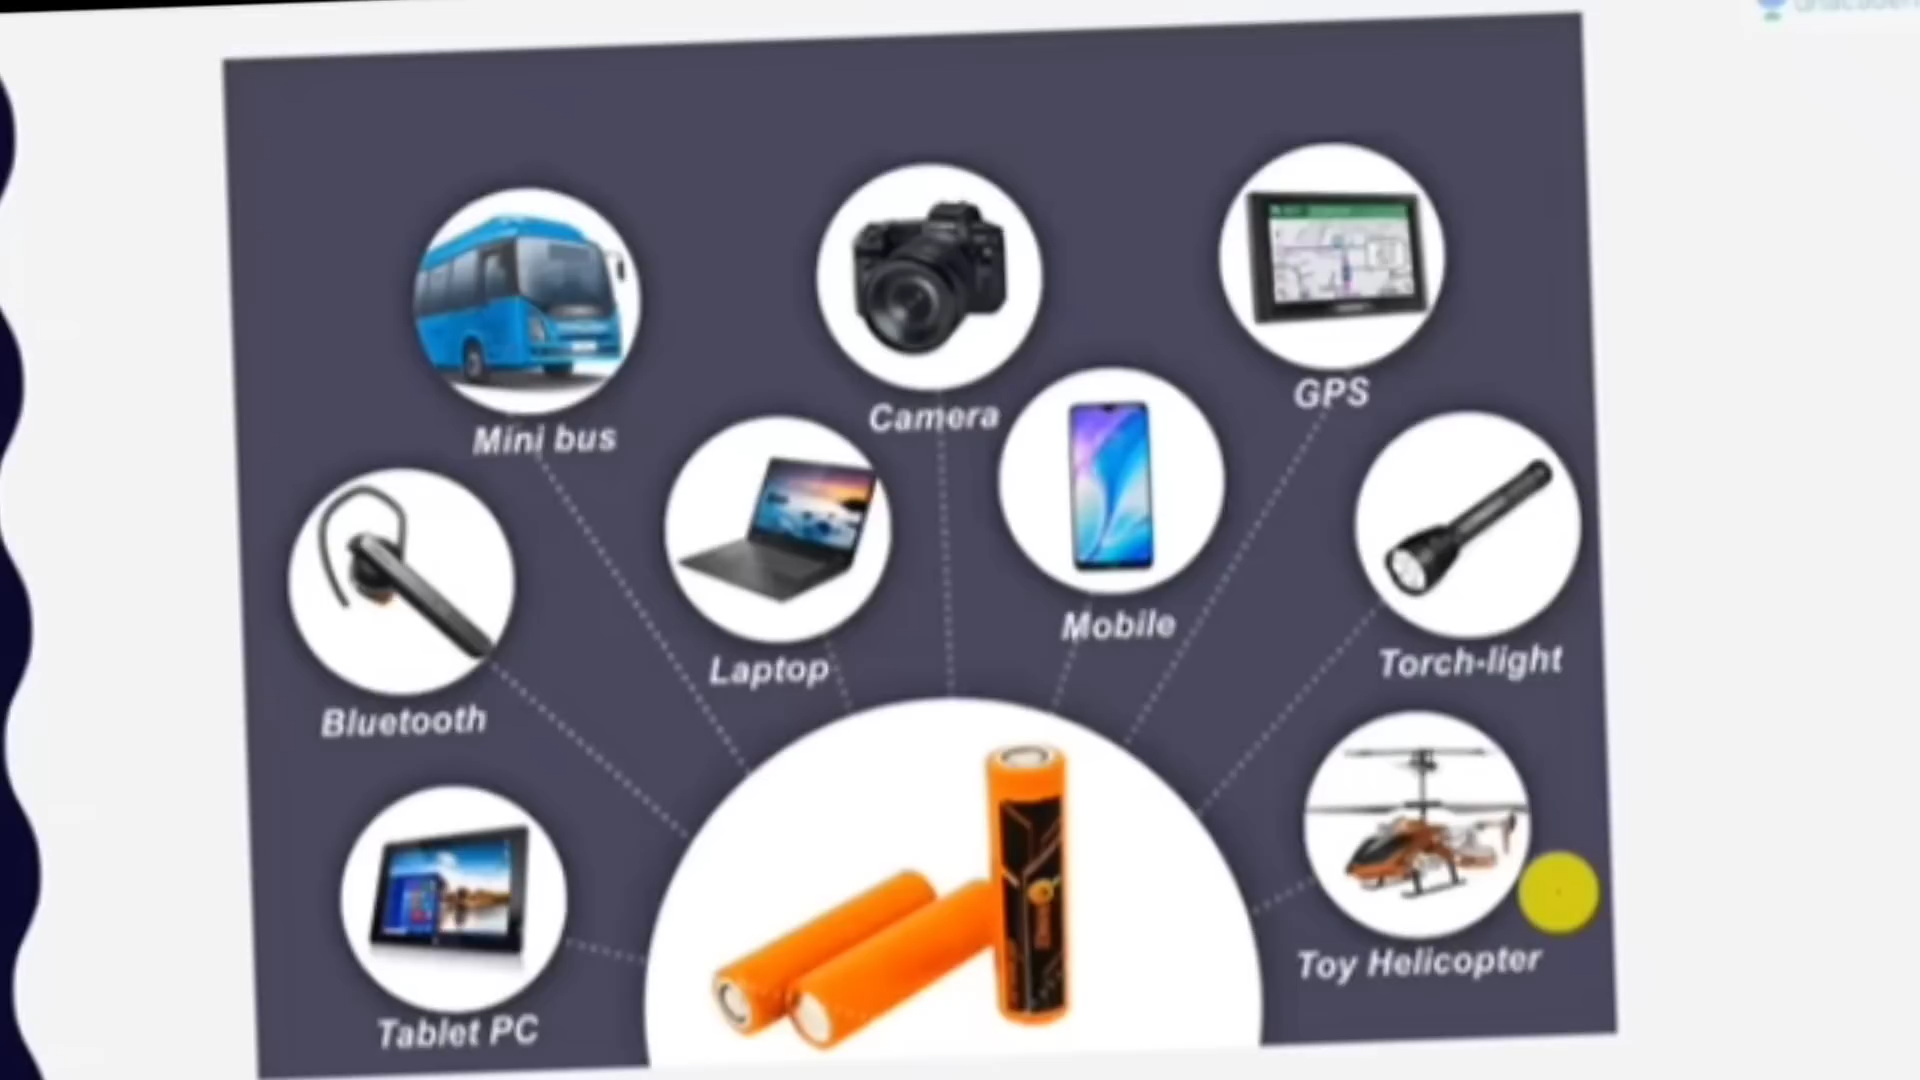 Mini bus
Camera
GPS
Bluetooth
Laptop
Mobile
Torch-light
Tablet PC
Toy Helicopter